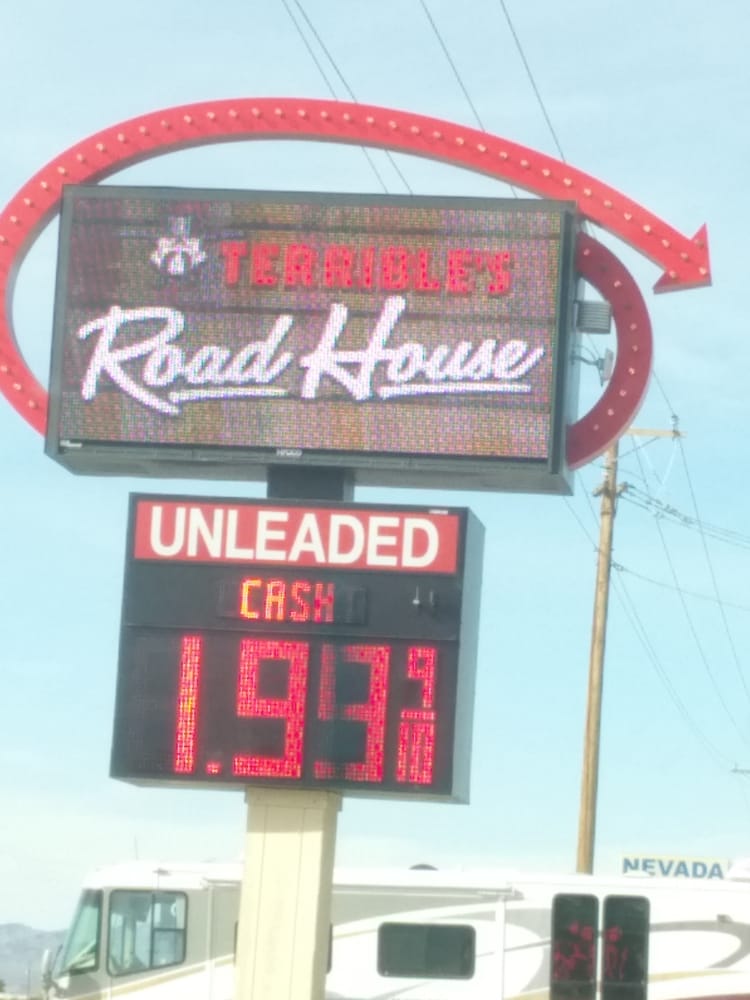 TERRIBLE'S
Road House
UNLEADED
CASH
1.93 9/10
NEVADA